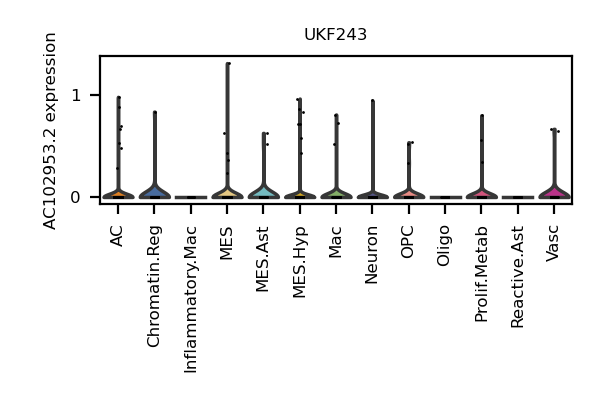 UKF243
AC102953.2 expression
1
0
AC
Chromatin.Reg
Inflammatory.Mac
MES
MES.Ast
MES.Hyp
Mac
Neuron
OPC
Oligo
Prolif.Metab
Reactive.Ast
Vasc